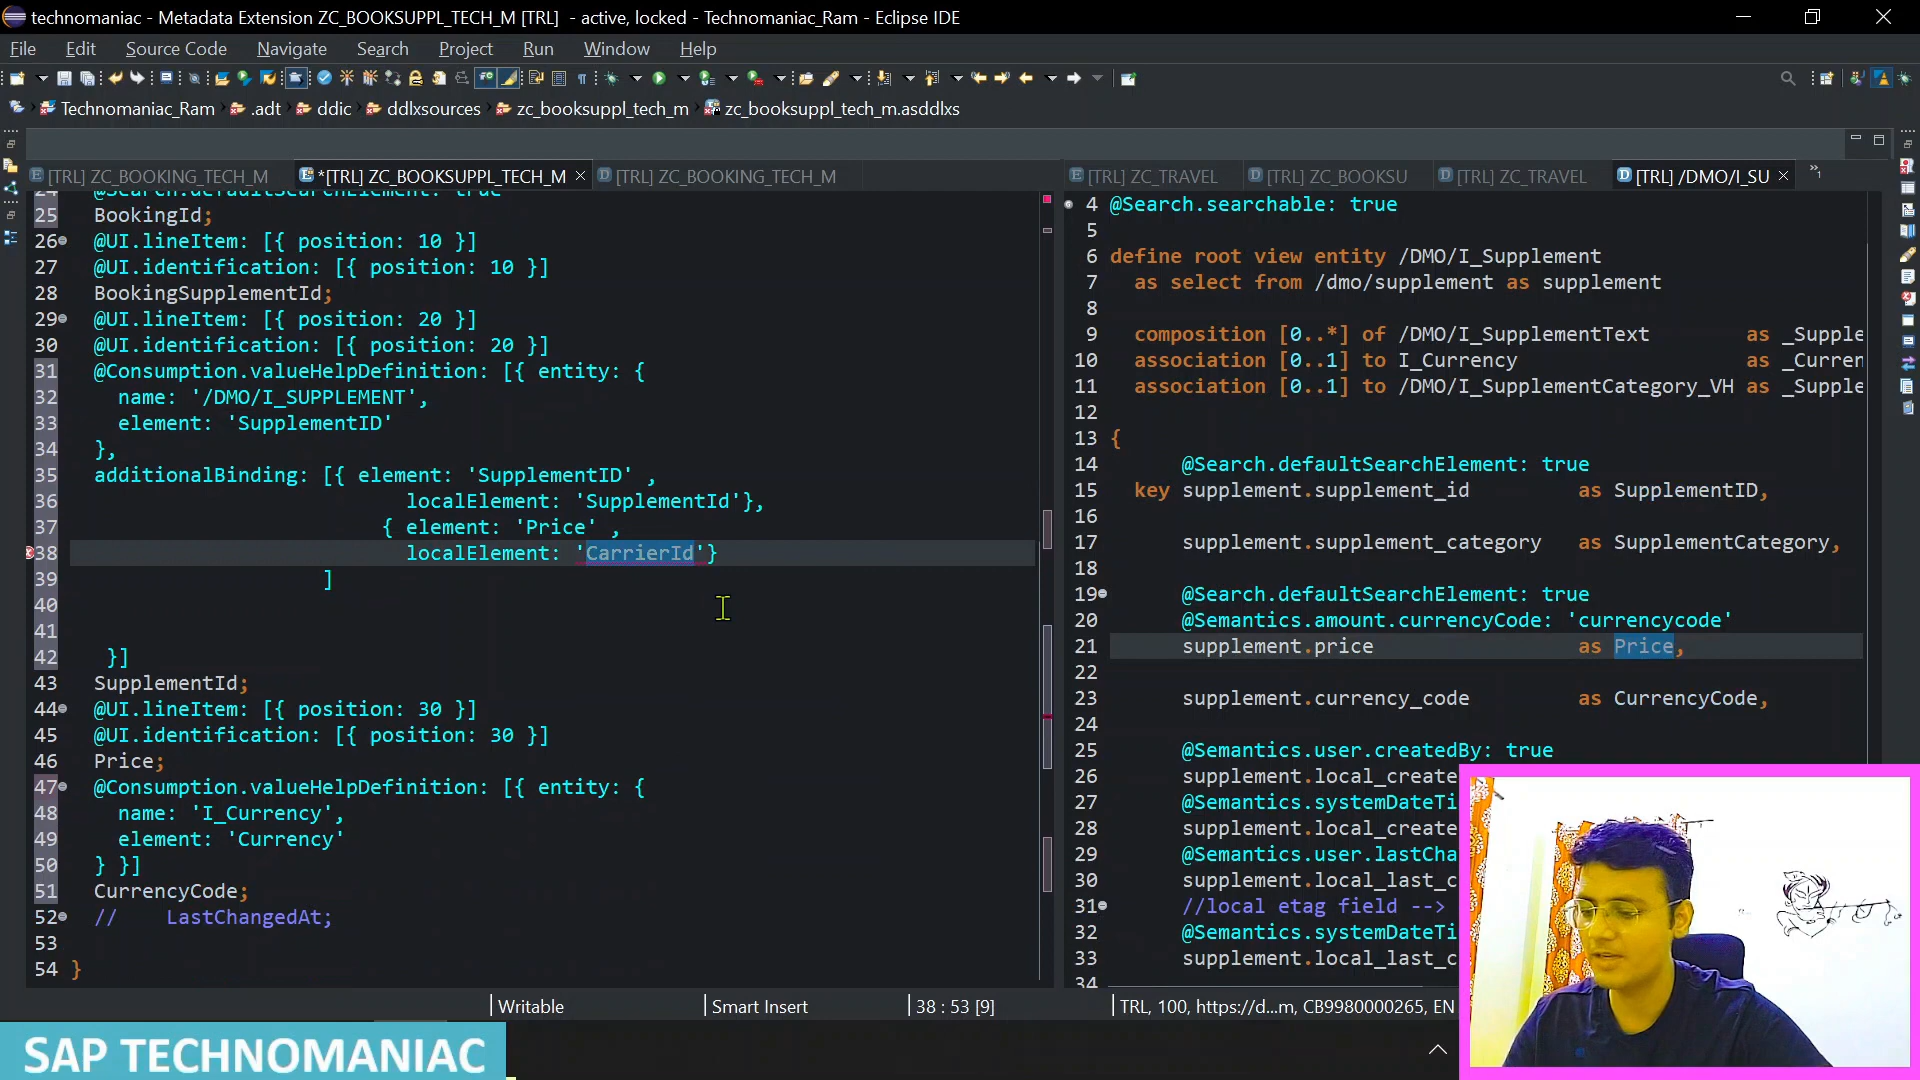 technomaniac - Metadata Extension ZC_BOOKSUPPL_TECH_M [TRL] - active, locked - Technomaniac_Ram - Eclipse IDE
File Edit Source Code Navigate Search Project Run Window Help
Technomaniac_Ram .adt ddic ddlxsources zc_booksuppl_tech_m zc_booksuppl_tech_m.asddlxs
[TRL] ZC_BOOKING_TECH_M *[TRL] ZC_BOOKSUPPL_TECH_M [TRL] ZC_BOOKING_TECH_M
24 @Search.defaultSearchElement: true
25 BookingId;
26 @UI.lineItem: [{ position: 10 }]
27 @UI.identification: [{ position: 10 }]
28 BookingSupplementId;
29 @UI.lineItem: [{ position: 20 }]
30 @UI.identification: [{ position: 20 }]
31 @Consumption.valueHelpDefinition: [{ entity: {
32 name: '/DMO/I_SUPPLEMENT',
33 element: 'SupplementID'
34 },
35 additionalBinding: [{ element: 'SupplementID' ,
36 localElement: 'SupplementId'},
37 { element: 'Price' ,
38 localElement: 'CarrierId'}
39 ]
40
41
42 }]
43 SupplementId;
44 @UI.lineItem: [{ position: 30 }]
45 @UI.identification: [{ position: 30 }]
46 Price;
47 @Consumption.valueHelpDefinition: [{ entity: {
48 name: 'I_Currency',
49 element: 'Currency'
50 } }]
51 CurrencyCode;
52 // LastChangedAt;
53
54 }
[TRL] ZC_TRAVEL [TRL] ZC_BOOKSU [TRL] ZC_TRAVEL [TRL] /DMO/I_SU
4 @Search.searchable: true
5
6 define root view entity /DMO/I_Supplement
7 as select from /dmo/supplement as supplement
8
9 composition [0..*] of /DMO/I_SupplementText as _Supple
10 association [0..1] to I_Currency as _Curren
11 association [0..1] to /DMO/I_SupplementCategory_VH as _Supple
12
13 {
14 @Search.defaultSearchElement: true
15 key supplement.supplement_id as SupplementID,
16
17 supplement.supplement_category as SupplementCategory,
18
19 @Search.defaultSearchElement: true
20 @Semantics.amount.currencyCode: 'currencycode'
21 supplement.price as Price,
22
23 supplement.currency_code as CurrencyCode,
24
25 @Semantics.user.createdBy: true
26 supplement.local_create
27 @Semantics.systemDateTi
28 supplement.local_create
29 @Semantics.user.lastCha
30 supplement.local_last_c
31 //local etag field -->
32 @Semantics.systemDateTi
33 supplement.local_last_c
34
Writable Smart Insert 38 : 53 [9] TRL, 100, https://d...m, CB9980000265, EN
SAP TECHNOMANIAC